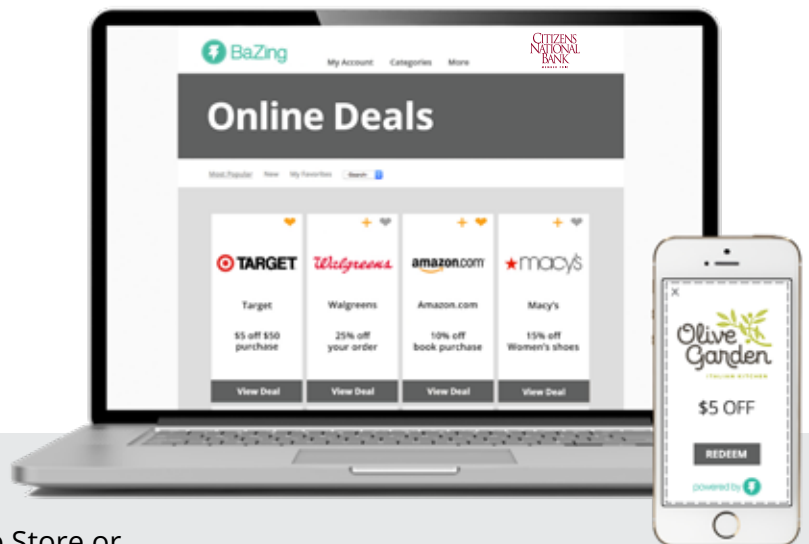 BaZing
My Account Categories More
CITIZENS
NATIONAL
BANK
Online Deals
Most Popular New My Favorites Search
TARGET
Walgreens
amazon.com
macy's
Target
Walgreens
Amazon.com
Macy's
$5 off $50
purchase
25% off
your order
10% off
book purchase
15% off
Women's shoes
View Deal
View Deal
View Deal
View Deal
Olive
Garden
ITALIAN KITCHEN
$5 OFF
REDEEM
powered by
Store or